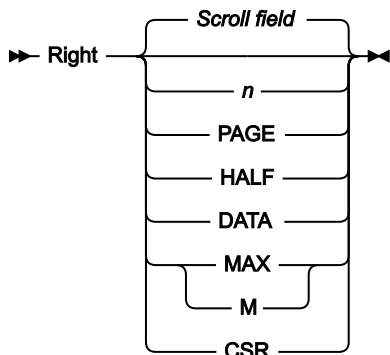 Scroll field
Right
n
PAGE
HALF
DATA
MAX
M
CSR